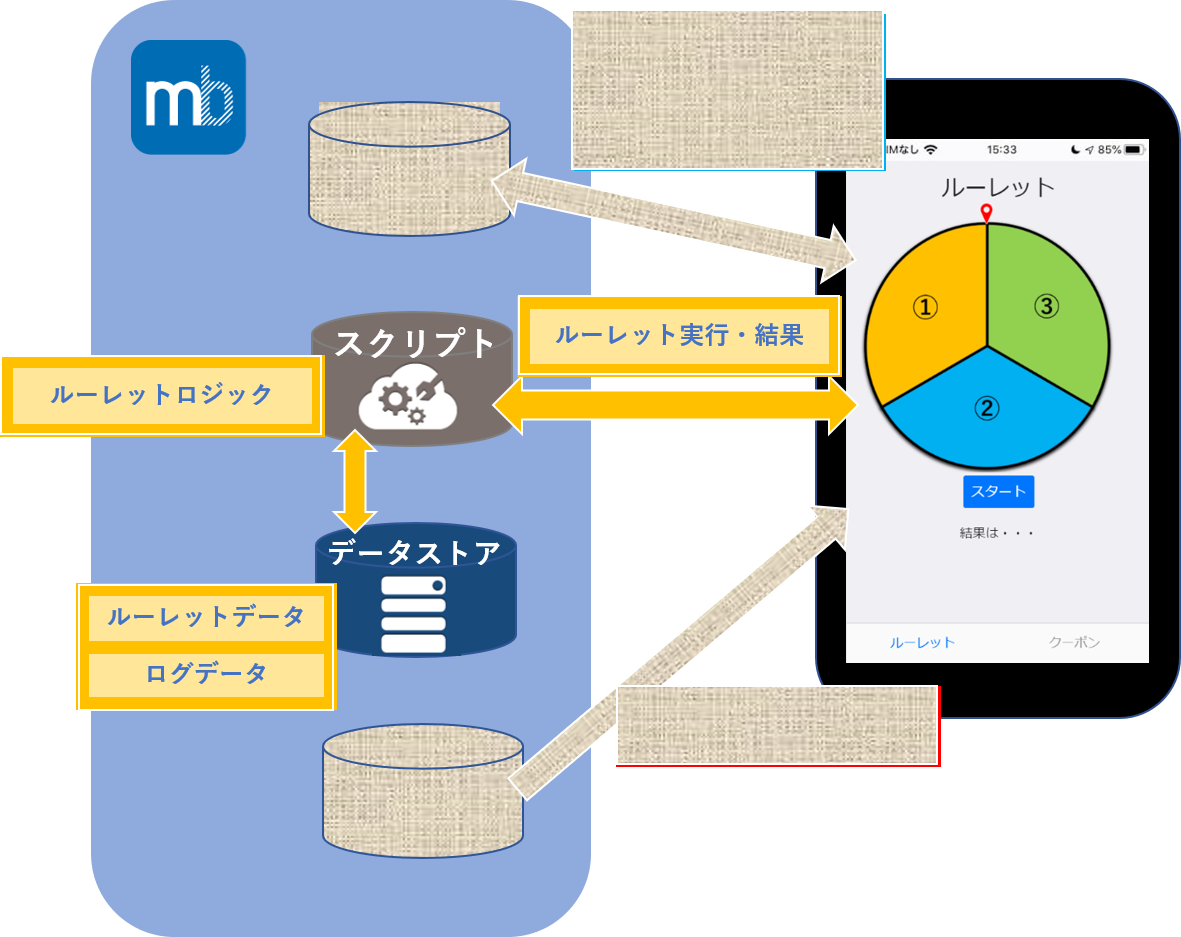 mb
IMなし 15:33 85%
ルーレット
① ③
②
スタート
結果は・・・
ルーレット クーポン
スクリプト
ルーレット実行・結果
ルーレットロジック
データストア
ルーレットデータ
ログデータ